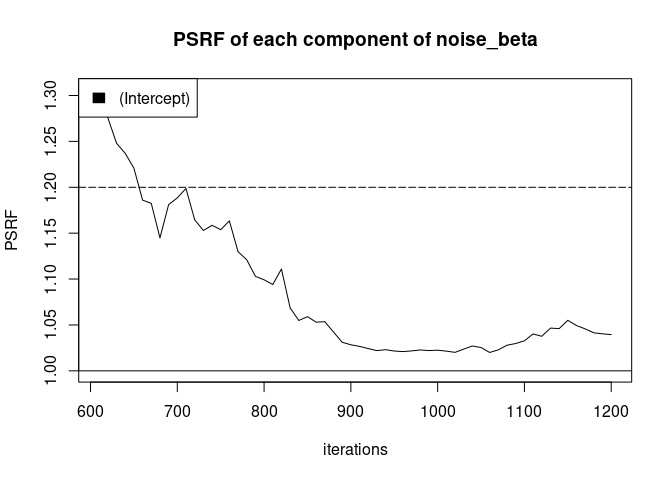 PSRF of each component of noise_beta
(Intercept)
1.30
1.25
1.20
1.15
1.10
1.05
1.00
PSRF
600 700 800 900 1000 1100 1200
iterations